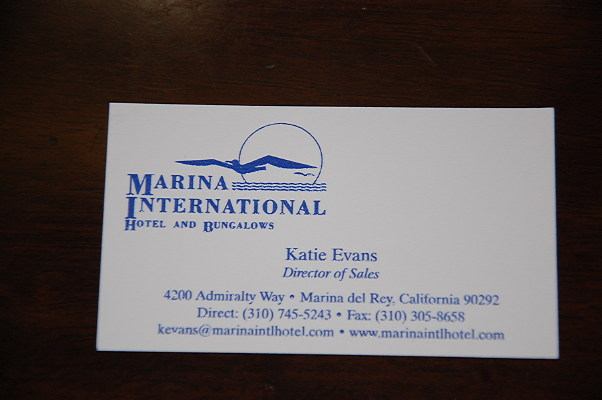 MARINA
INTERNATIONAL
HOTEL AND BUNGALOWS
Katie Evans
Director of Sales
4200 Admiralty Way • Marina del Rey, California 90292
Direct: (310) 745-5243 • Fax: (310) 305-8658
kevans@marinaintlhotel.com • www.marinaintlhotel.com